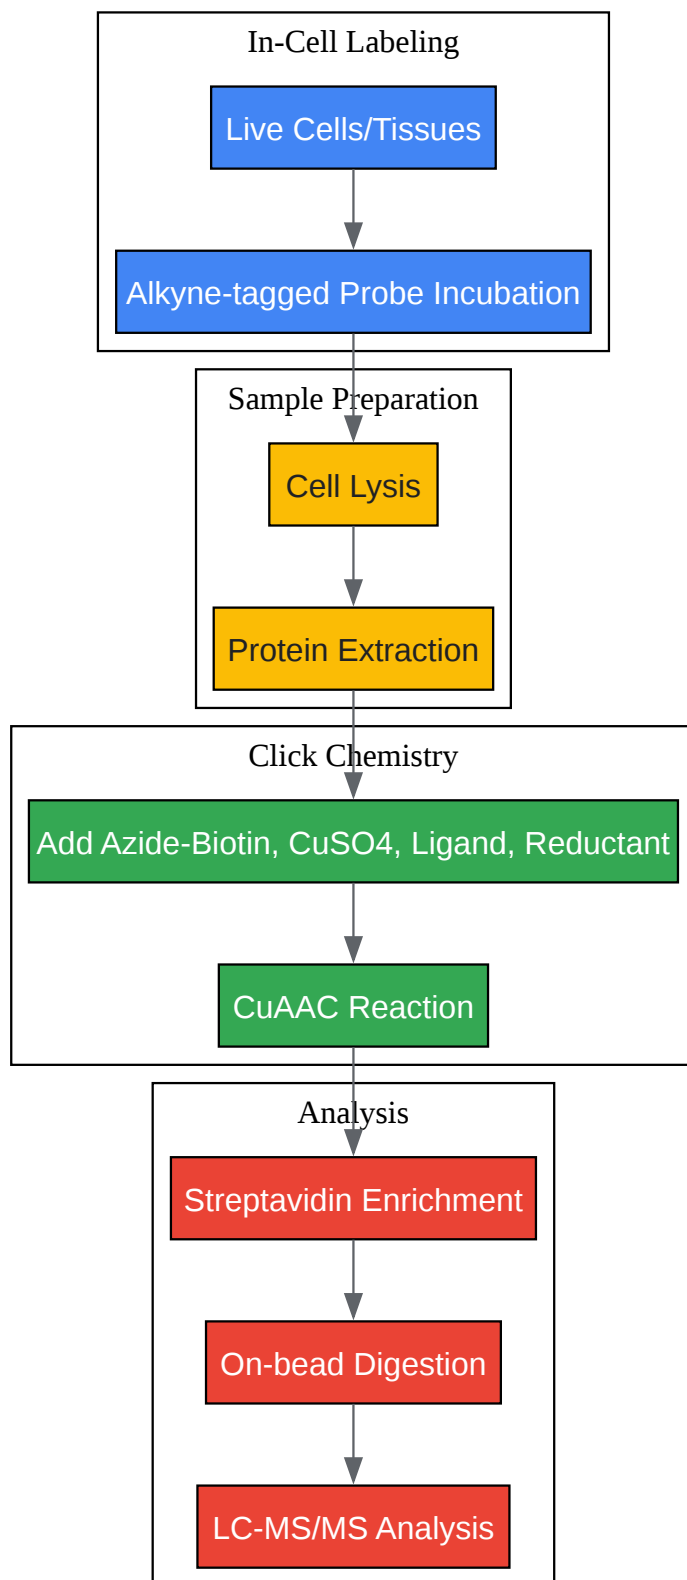 In-Cell Labeling
Live Cells/Tissues
Alkyne-tagged Probe Incubation
Sample Preparation
Cell Lysis
Protein Extraction
Click Chemistry
Add Azide-Biotin, CuSO4, Ligand, Reductant
CuAAC Reaction
Analysis
Streptavidin Enrichment
On-bead Digestion
LC-MS/MS Analysis